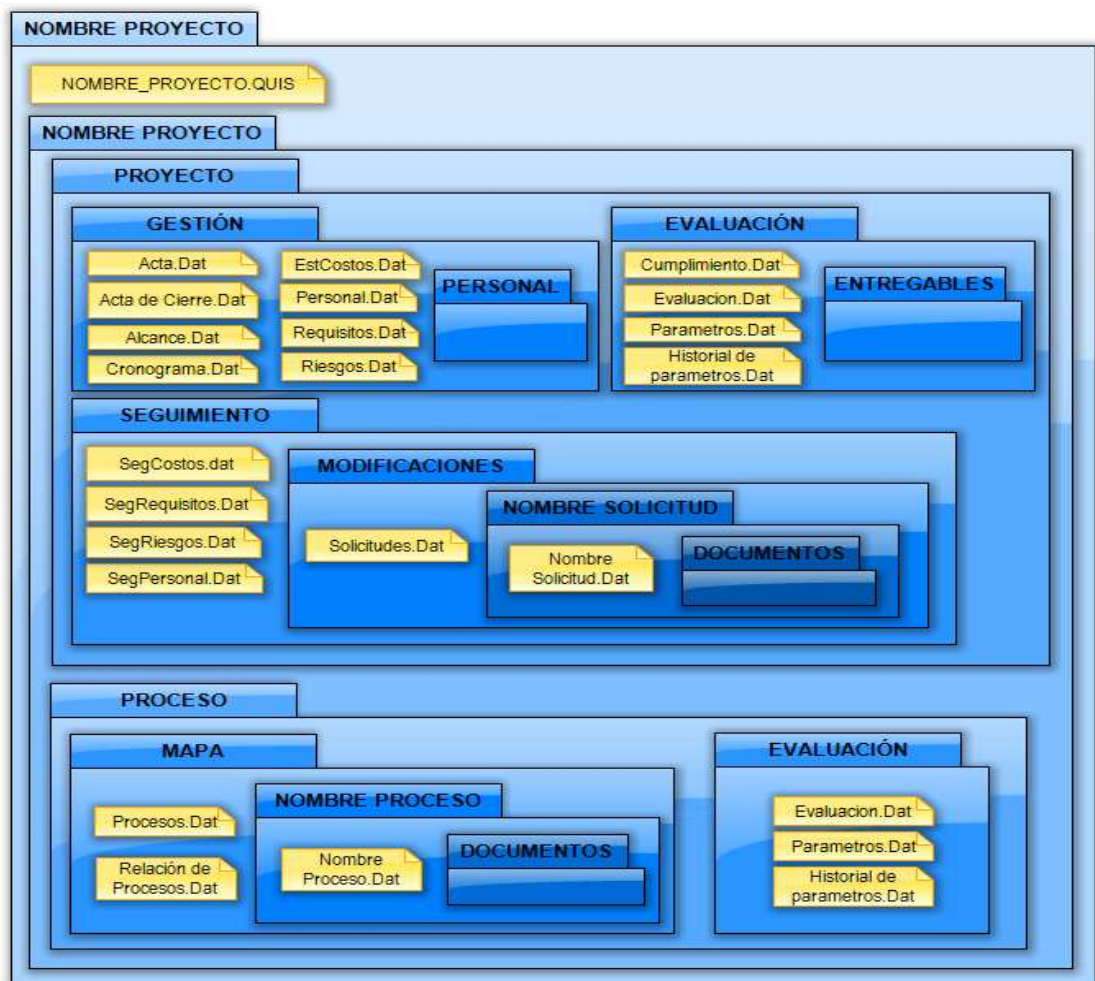 NOMBRE PROYECTO
NOMBRE_PROYECTO.QUIS
NOMBRE PROYECTO
PROYECTO
GESTIÓN
Acta.Dat
Acta de Cierre.Dat
Alcance.Dat
Cronograma.Dat
EstCostos.Dat
Personal.Dat
Requisitos.Dat
Riesgos.Dat
PERSONAL
EVALUACIÓN
Cumplimiento.Dat
Evaluacion.Dat
Parametros.Dat
Historial de
parametros.Dat
ENTREGABLES
SEGUIMIENTO
SegCostos.dat
SegRequisitos.Dat
SegRiesgos.Dat
SegPersonal.Dat
MODIFICACIONES
Solicitudes.Dat
NOMBRE SOLICITUD
Nombre
Solicitud.Dat
DOCUMENTOS
PROCESO
MAPA
Procesos.Dat
Relación de
Procesos.Dat
NOMBRE PROCESO
Nombre
Proceso.Dat
DOCUMENTOS
EVALUACIÓN
Evaluacion.Dat
Parametros.Dat
Historial de
parametros.Dat